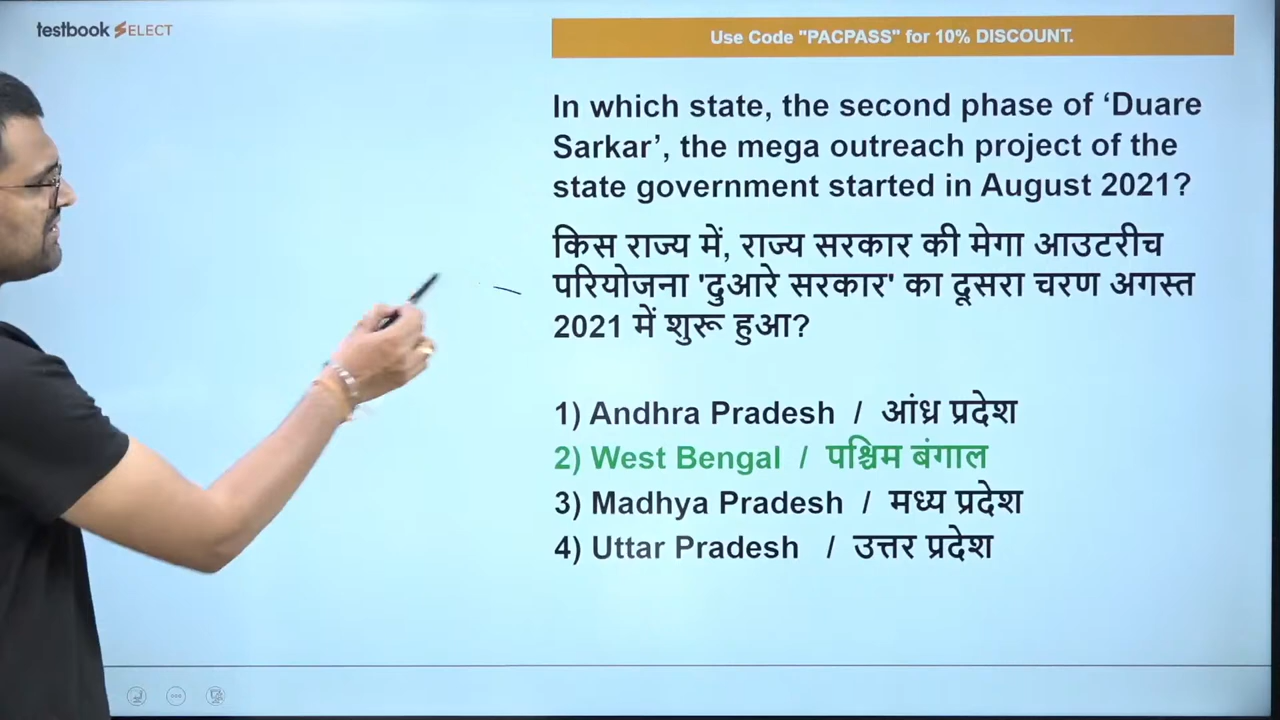 testbook SELECT
Use Code "PACPASS" for 10% DISCOUNT.
In which state, the second phase of ‘Duare
Sarkar’, the mega outreach project of the
state government started in August 2021?
किस राज्य में, राज्य सरकार की मेगा आउटरीच
परियोजना 'दुआरे सरकार' का दूसरा चरण अगस्त
2021 में शुरू हुआ?
1) Andhra Pradesh / आंध्र प्रदेश
2) West Bengal / पश्चिम बंगाल
3) Madhya Pradesh / मध्य प्रदेश
4) Uttar Pradesh / उत्तर प्रदेश